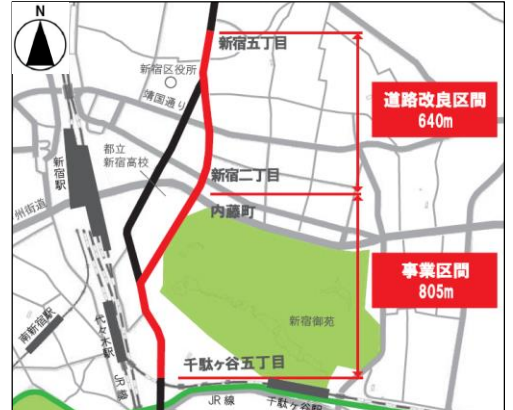 N
新宿五丁目
新宿区役所
靖国通り
道路改良区間
640m
都立
新宿高校
新宿駅
新宿二丁目
内藤町
州街道
事業区間
805m
新宿御苑
南新宿駅
代々木駅
千駄ヶ谷五丁目
JR線
JR線
千駄ヶ谷駅